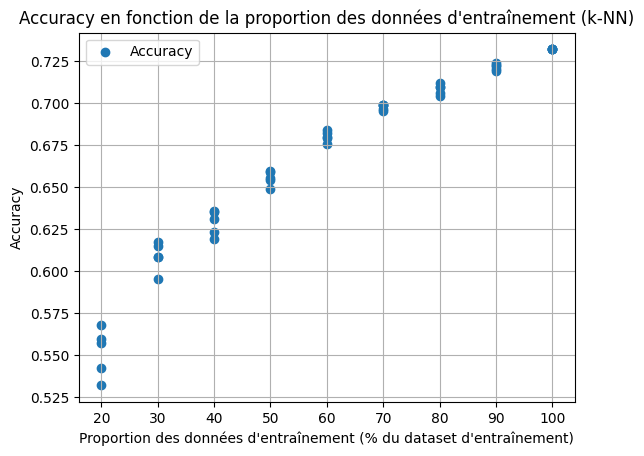 Accuracy en fonction de la proportion des données d'entraînement (k-NN)
Accuracy
0.725
0.700
0.675
0.650
0.625
0.600
0.575
0.550
0.525
Accuracy
20 30 40 50 60 70 80 90 100
Proportion des données d'entraînement (% du dataset d'entraînement)